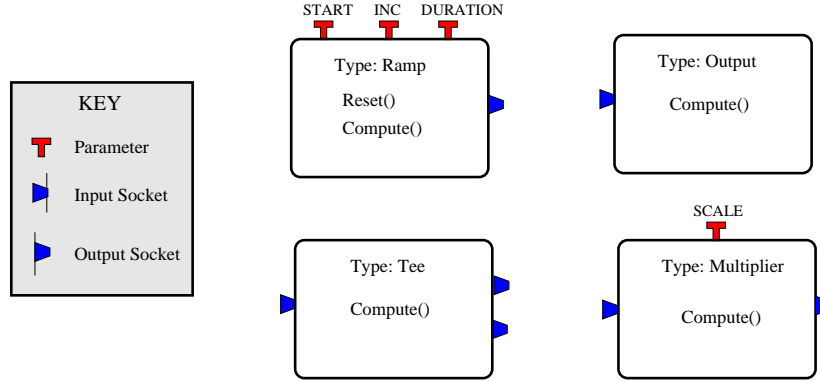 KEY
Parameter
Input Socket
Output Socket
START INC DURATION
Type: Ramp
Reset()
Compute()
Type: Output
Compute()
Type: Tee
Compute()
SCALE
Type: Multiplier
Compute()